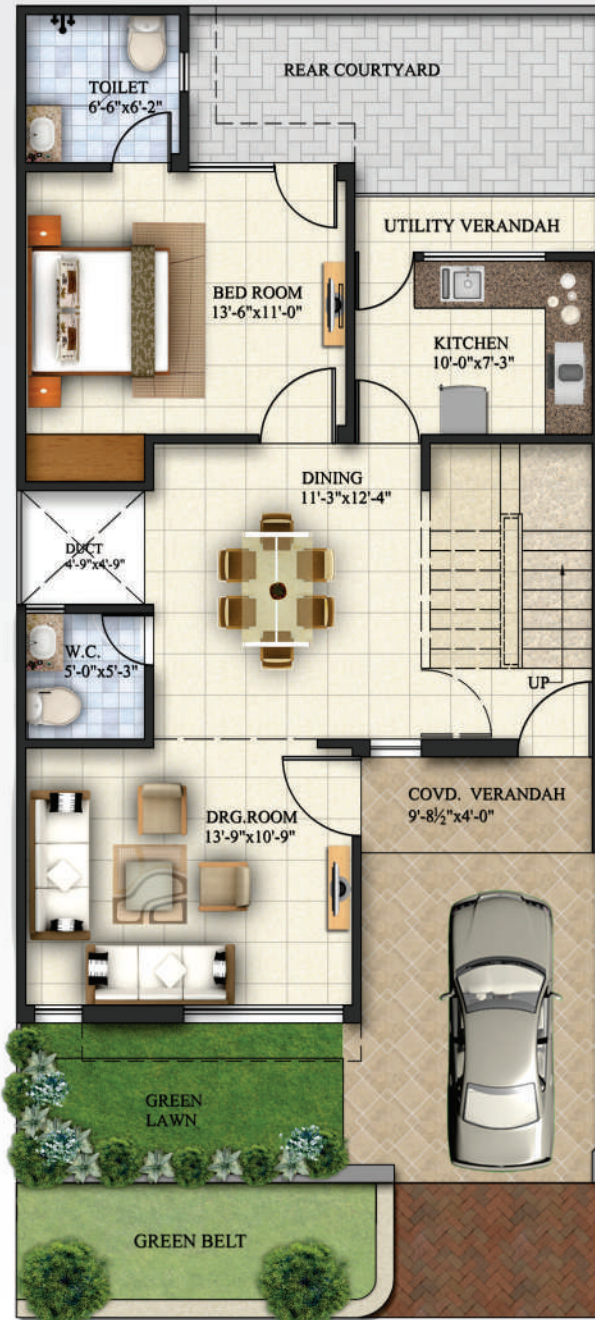 REAR COURTYARD
TOILET
6'-6"x6'-2"
UTILITY VERANDAH
BED ROOM
13'-6"x11'-0"
KITCHEN
10'-0"x7'-3"
DINING
11'-3"x12'-4"
DUCT
4'-9"x4'-9"
W.C.
5'-0"x5'-3"
UP
COVD. VERANDAH
9'-8½"x4'-0"
DRG.ROOM
13'-9"x10'-9"
GREEN
LAWN
GREEN BELT